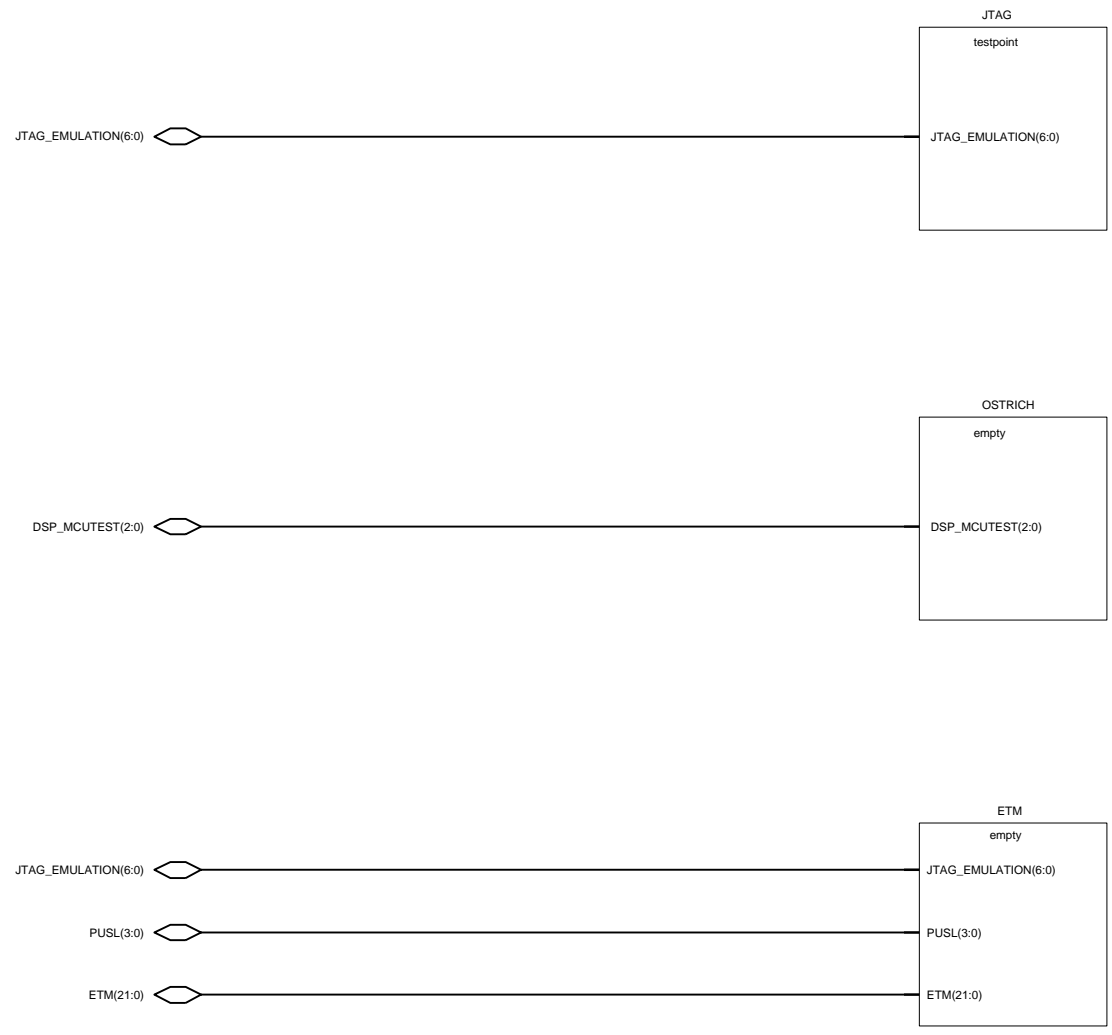 JTAG
testpoint
JTAG_EMULATION(6:0) JTAG_EMULATION(6:0)
OSTRICH
empty
DSP_MCUTEST(2:0) DSP_MCUTEST(2:0)
ETM
empty
JTAG_EMULATION(6:0) JTAG_EMULATION(6:0)
PUSL(3:0) PUSL(3:0)
ETM(21:0) ETM(21:0)